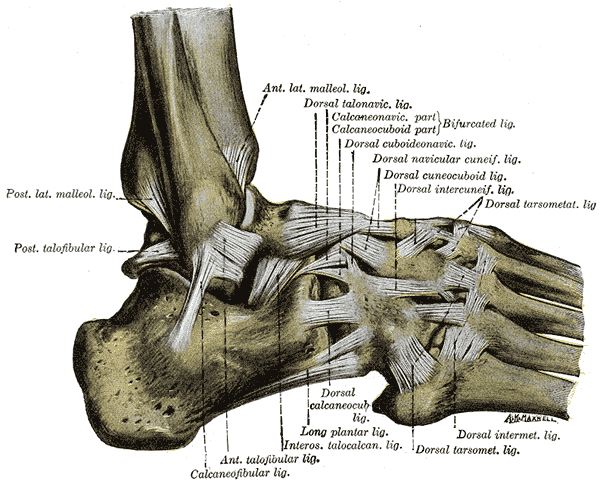 Ant. lat. malleol. lig.
Dorsal talonavic. lig.
Calcaneonavic. part
Calcaneocuboid part
Bifurcated lig.
Dorsal cuboideonavic. lig.
Dorsal navicular cuneif. lig.
Dorsal cuneocuboid lig.
Dorsal intercuneif. lig.
Dorsal tarsometat. lig.
Post. lat. malleol. lig.
Post. talofibular lig.
Dorsal
calcaneocub
lig.
Long plantar lig.
Interos. talocalcan. lig.
Ant. talofibular lig.
Calcaneofibular lig.
Dorsal intermet. lig.
Dorsal tarsomet. lig.
A.K. MAXWELL